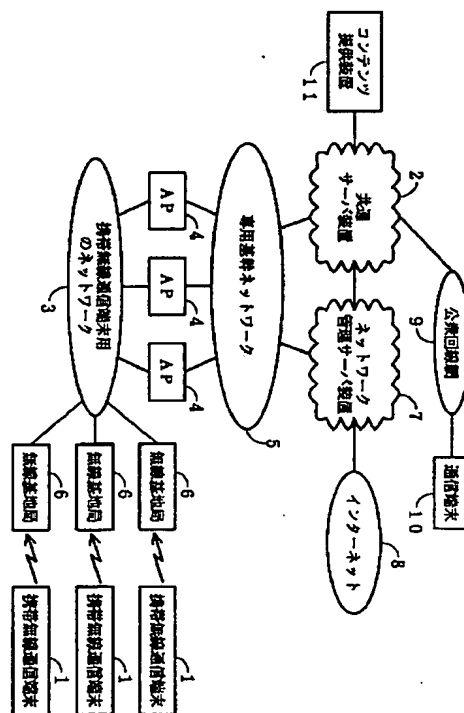 公衆回線網
9
通信端末
10
コンテンツ
提供装置
11
共通
サーバ装置
2
ネットワーク
管理サーバ装置
7
インターネット
8
専用基幹ネットワーク
5
AP
4
AP
4
AP
4
携帯無線通信端末用
のネットワーク
3
無線基地局
6
携帯無線通信端末
1
無線基地局
6
携帯無線通信端末
1
無線基地局
6
携帯無線通信端末
1